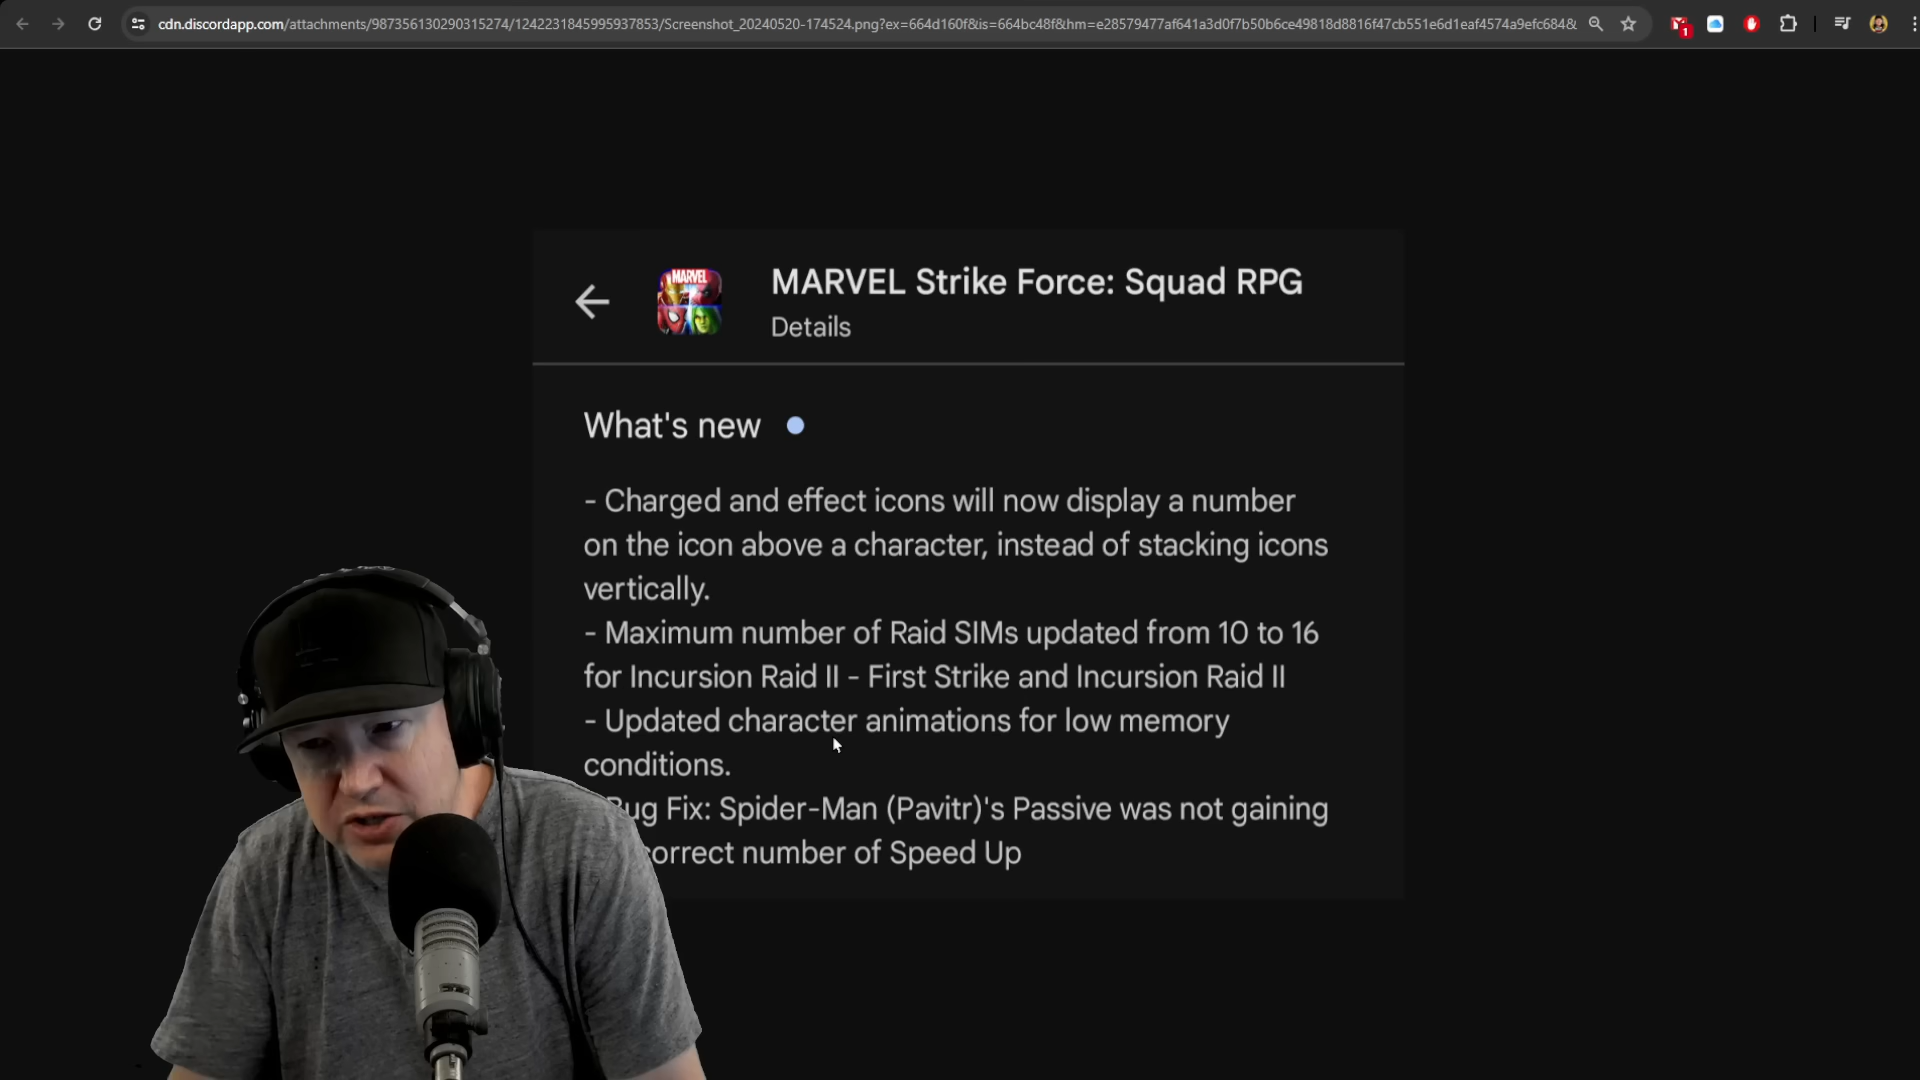 cdn.discordapp.com/attachments/987356130290315274/1242231845995937853/Screenshot_20240520-174524.png?ex=664d160f&is=664bc48f&hm=e28579477af641a3d0f7b50b6ce49818d8816f47cb551e6d1eaf4574a9efc684&
1
MARVEL
MARVEL Strike Force: Squad RPG
Details
What's new
- Charged and effect icons will now display a number
on the icon above a character, instead of stacking icons
vertically.
- Maximum number of Raid SIMs updated from 10 to 16
for Incursion Raid II - First Strike and Incursion Raid II
- Updated character animations for low memory
conditions.
Bug Fix: Spider-Man (Pavitr)'s Passive was not gaining
correct number of Speed Up